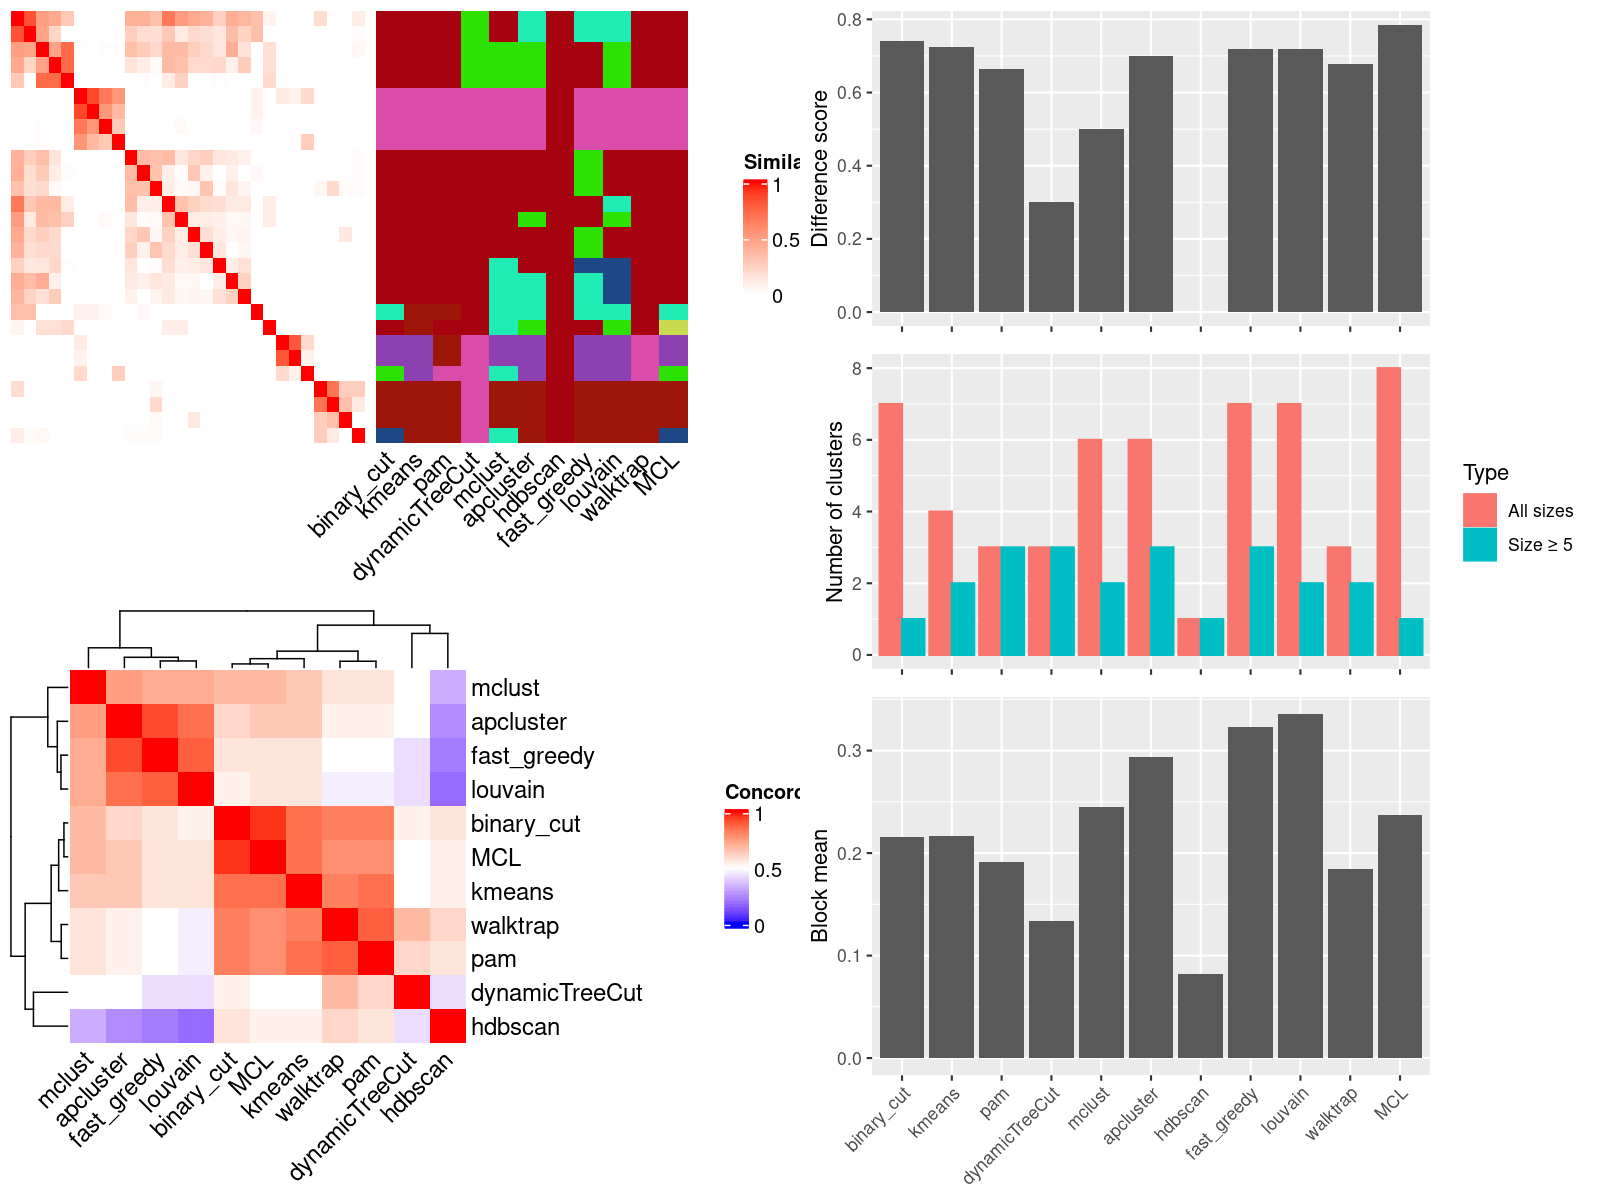 Simila
1
0.5
0
binary_cut
kmeans
pam
dynamicTreeCut
mclust
apcluster
hdbscan
fast_greedy
louvain
walktrap
MCL
mclust
apcluster
fast_greedy
louvain
binary_cut
MCL
kmeans
walktrap
pam
dynamicTreeCut
hdbscan
mclust
apcluster
fast_greedy
louvain
binary_cut
MCL
kmeans
walktrap
pam
dynamicTreeCut
hdbscan
Concord
1
0.5
0
Difference score
0.8
0.6
0.4
0.2
0.0
Number of clusters
8
6
4
2
0
Type
All sizes
Size ≥ 5
Block mean
0.3
0.2
0.1
0.0
binary_cut
kmeans
pam
dynamicTreeCut
mclust
apcluster
hdbscan
fast_greedy
louvain
walktrap
MCL